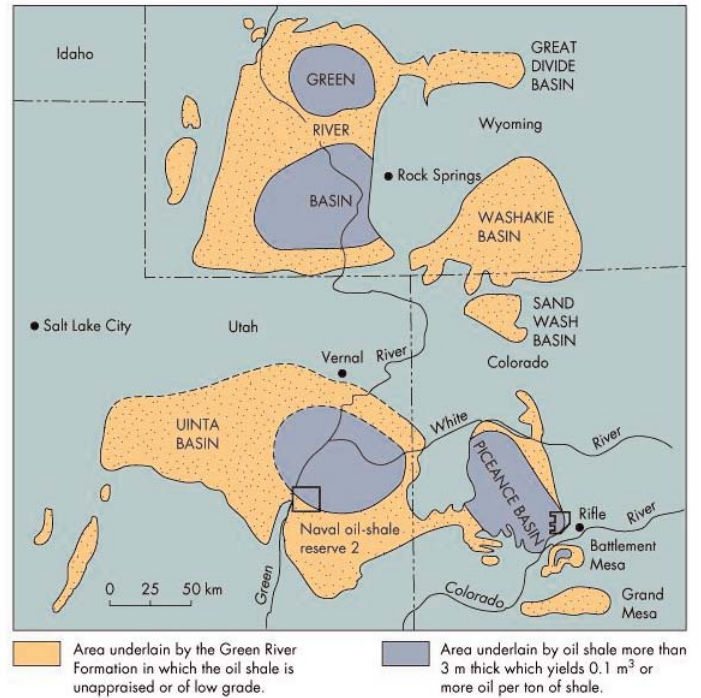 Idaho
GREEN
RIVER
BASIN
GREAT
DIVIDE
BASIN
Wyoming
Rock Springs
WASHAKIE
BASIN
SAND
WASH
BASIN
Salt Lake City
Utah
Colorado
Vernal
River
UINTA
BASIN
White
River
PICEANCE BASIN
Rifle
River
Naval oil-shale
reserve 2
Battlement
Mesa
Green
Colorado
Grand
Mesa
0 25 50 km
Area underlain by the Green River
Formation in which the oil shale is
unappraised or of low grade.
Area underlain by oil shale more than
3 m thick which yields 0.1 m³ or
more oil per ton of shale.